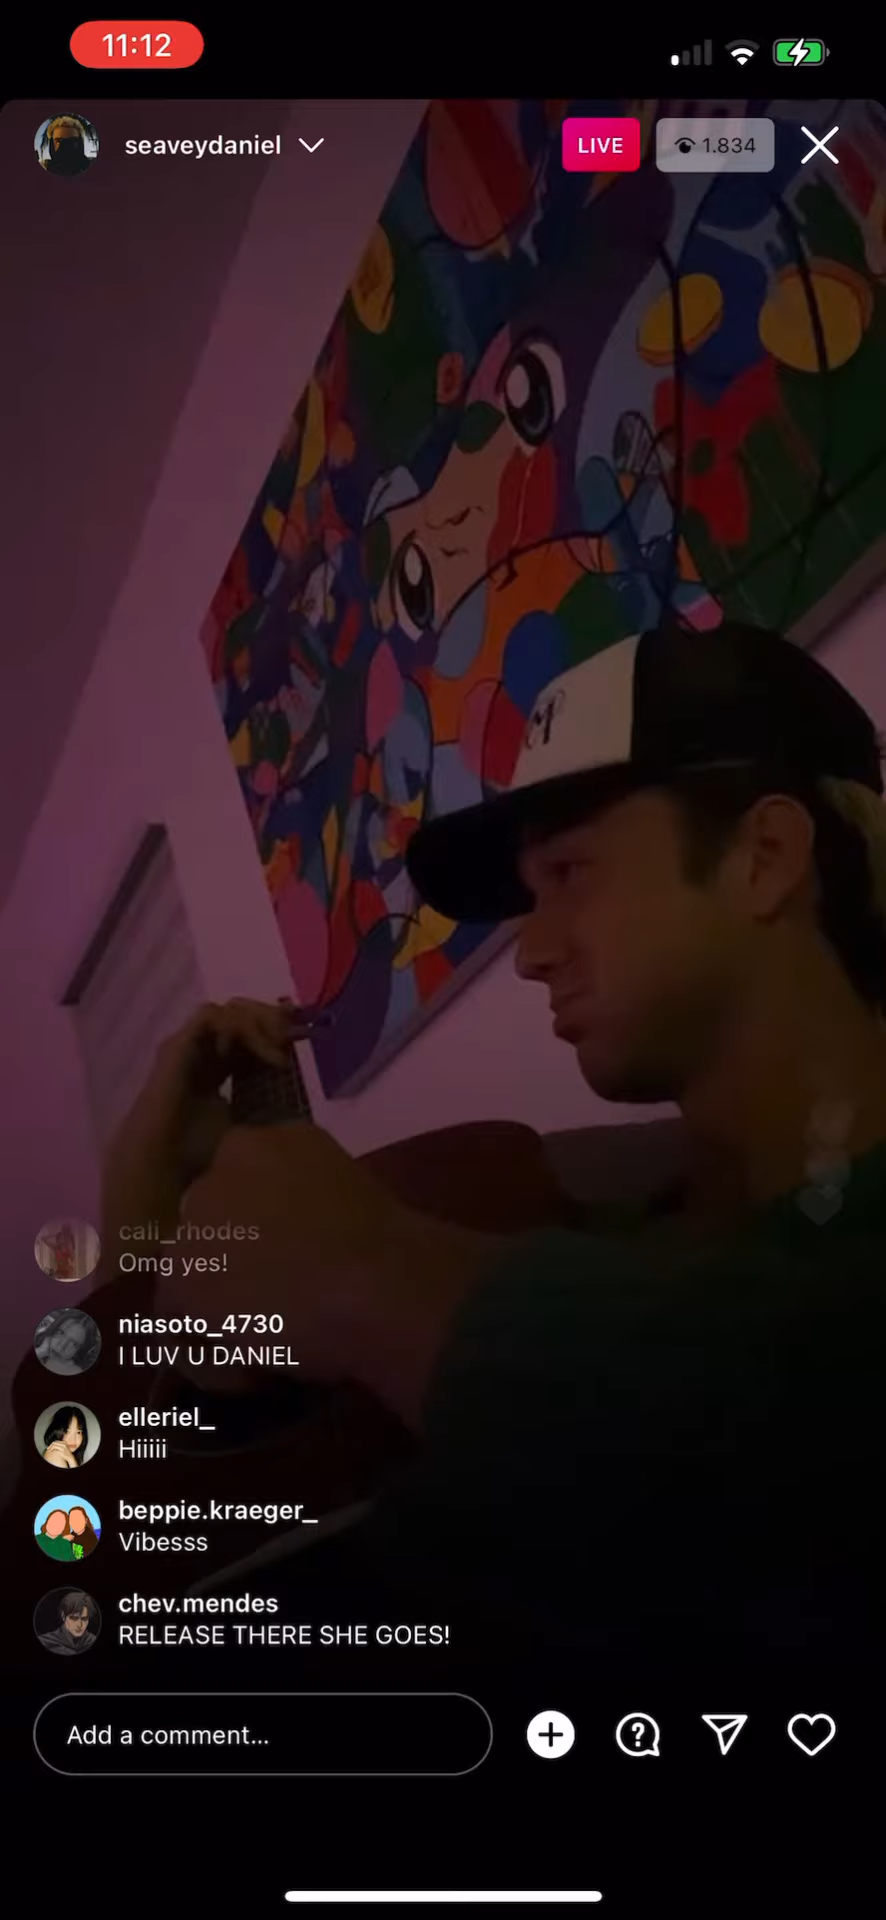 11:12
seaveydaniel
LIVE
1.834
cali_rhodes
Omg yes!
niasoto_4730
I LUV U DANIEL
elleriel_
Hiiiii
beppie.kraeger_
Vibesss
chev.mendes
RELEASE THERE SHE GOES!
Add a comment...